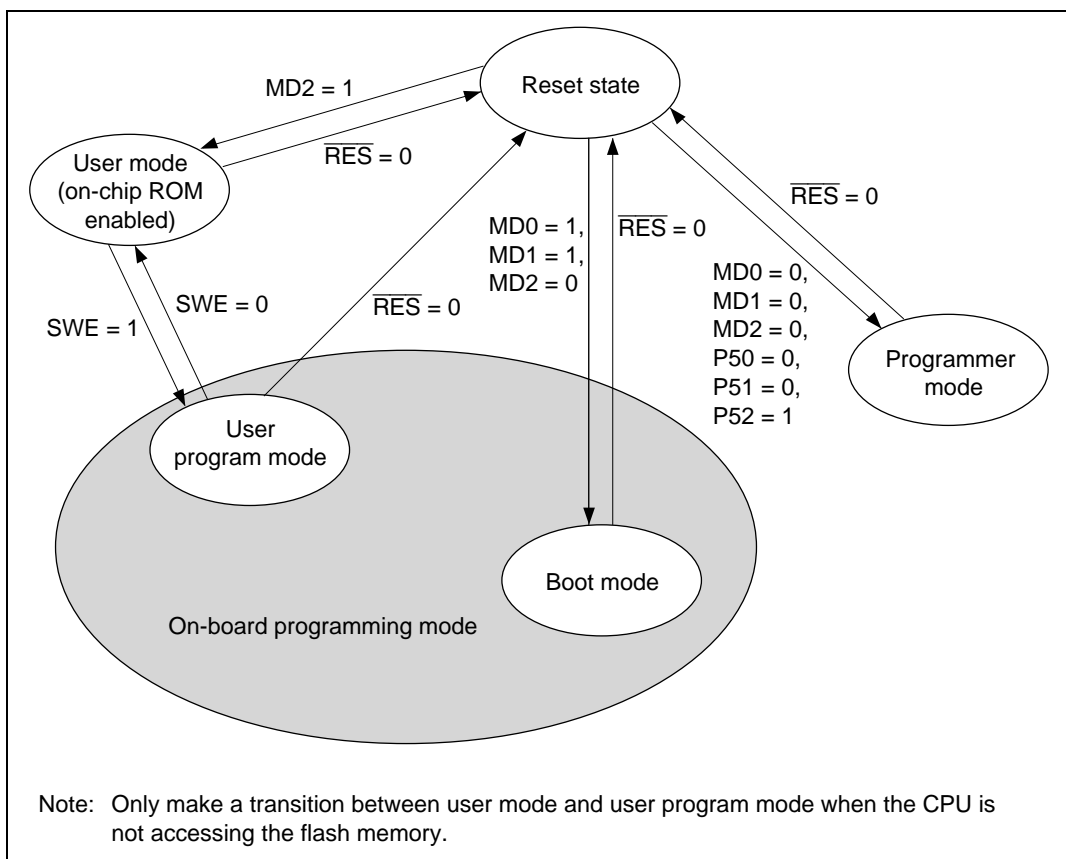 Reset state
MD2 = 1
RES = 0
User mode
(on-chip ROM
enabled)
SWE = 0
SWE = 1
RES = 0
MD0 = 1,
MD1 = 1,
MD2 = 0
RES = 0
RES = 0
MD0 = 0,
MD1 = 0,
MD2 = 0,
P50 = 0,
P51 = 0,
P52 = 1
Programmer
mode
User
program mode
Boot mode
On-board programming mode
Note: Only make a transition between user mode and user program mode when the CPU is
not accessing the flash memory.